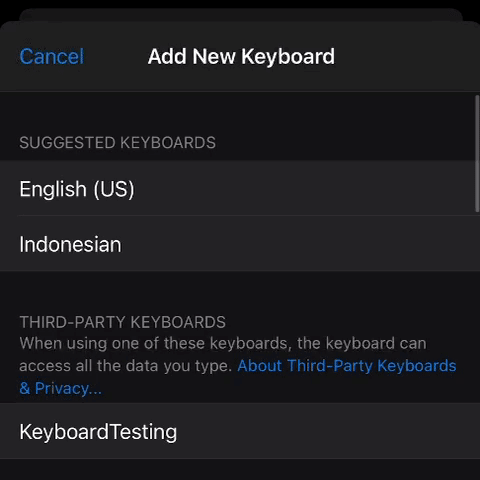 Cancel
Add New Keyboard
SUGGESTED KEYBOARDS
English (US)
Indonesian
THIRD-PARTY KEYBOARDS
When using one of these keyboards, the keyboard can
access all the data you type. About Third-Party Keyboards
& Privacy...
KeyboardTesting